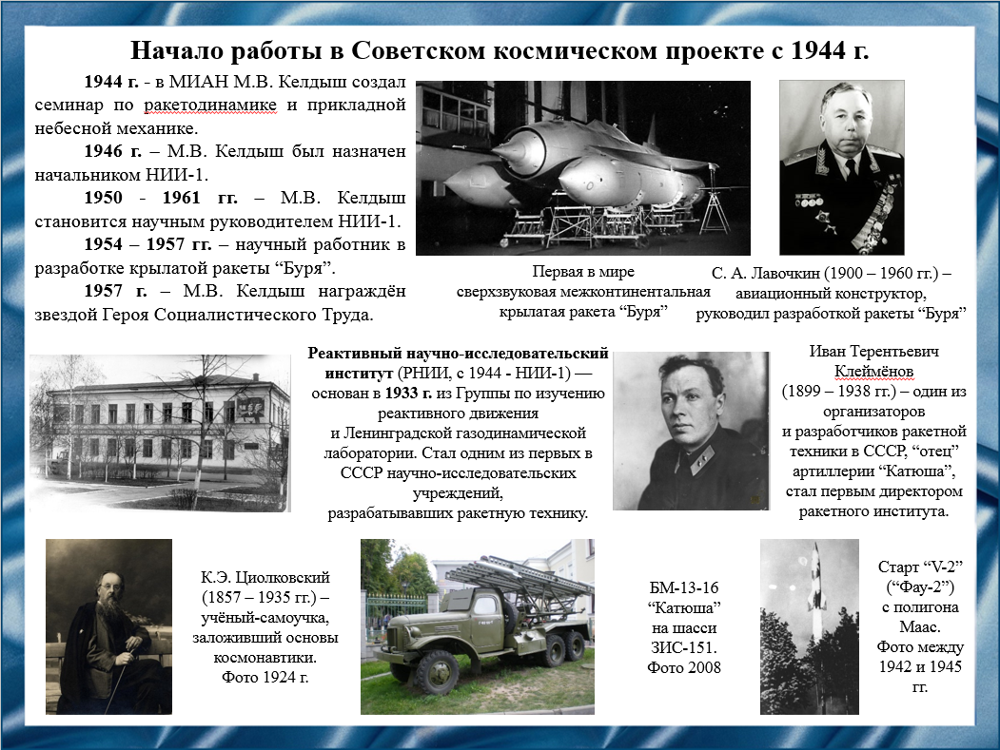 Начало работы в Советском космическом проекте с 1944 г.
1944 г. - в МИАН М.В. Келдыш создал
семинар по ракетодинамике и прикладной
небесной механике.
1946 г. – М.В. Келдыш был назначен
начальником НИИ-1.
1950 - 1961 гг. – М.В. Келдыш
становится научным руководителем НИИ-1.
1954 – 1957 гг. – научный работник в
разработке крылатой ракеты “Буря”.
1957 г. – М.В. Келдыш награждён
звездой Героя Социалистического Труда.
Первая в мире
сверхзвуковая межконтинентальная
крылатая ракета “Буря”
С. А. Лавочкин (1900 – 1960 гг.) –
авиационный конструктор,
руководил разработкой ракеты “Буря”
Реактивный научно-исследовательский
институт (РНИИ, с 1944 - НИИ-1) —
основан в 1933 г. из Группы по изучению
реактивного движения
и Ленинградской газодинамической
лаборатории. Стал одним из первых в
СССР научно-исследовательских
учреждений,
разрабатывавших ракетную технику.
Иван Терентьевич
Клеймёнов
(1899 – 1938 гг.) – один из
организаторов
и разработчиков ракетной
техники в СССР, “отец”
артиллерии “Катюша”,
стал первым директором
ракетного института.
К.Э. Циолковский
(1857 – 1935 гг.) –
учёный-самоучка,
заложивший основы
космонавтики.
Фото 1924 г.
БМ-13-16
“Катюша”
на шасси
ЗИС-151.
Фото 2008
Старт “V-2”
(“Фау-2”)
с полигона
Маас.
Фото между
1942 и 1945
гг.